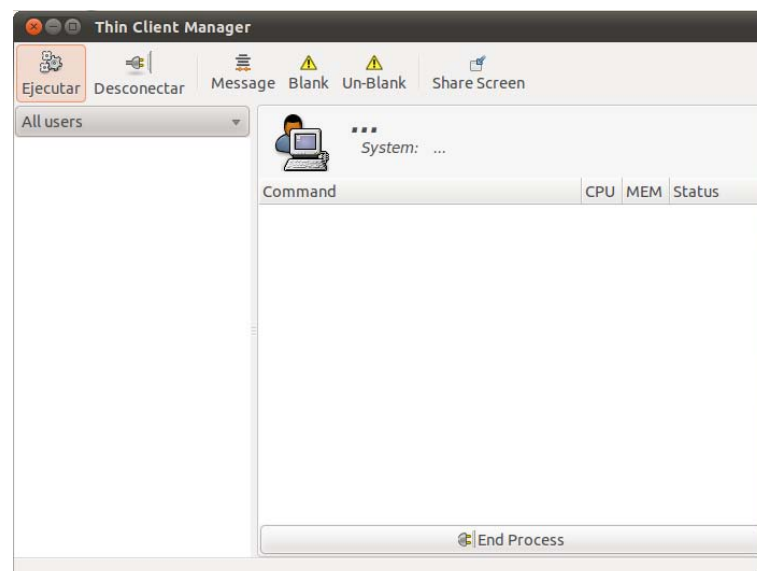 Thin Client Manager
Ejecutar Desconectar Message Blank Un-Blank Share Screen
All users
...
System: ...
Command CPU MEM Status
End Process